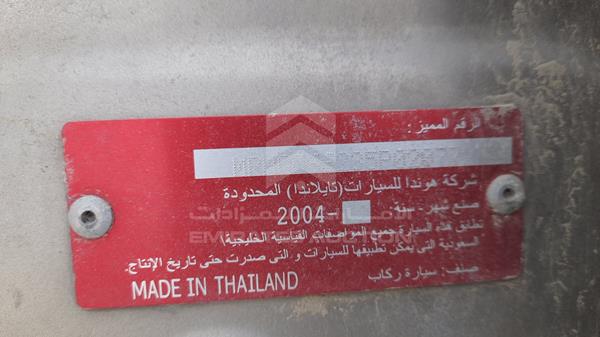 الرقم المميز :
شركة هوندا للسيارات (تايلاندا) المحدودة
صنع شهر - سنة - 2004-
تطابق هذه السيارة جميع المواصفات القياسية الخليجية/
السعودية التي يمكن تطبيقها للسيارات و التي صدرت حتى تاريخ الإنتاج.
صنف: سيارة ركاب
MADE IN THAILAND